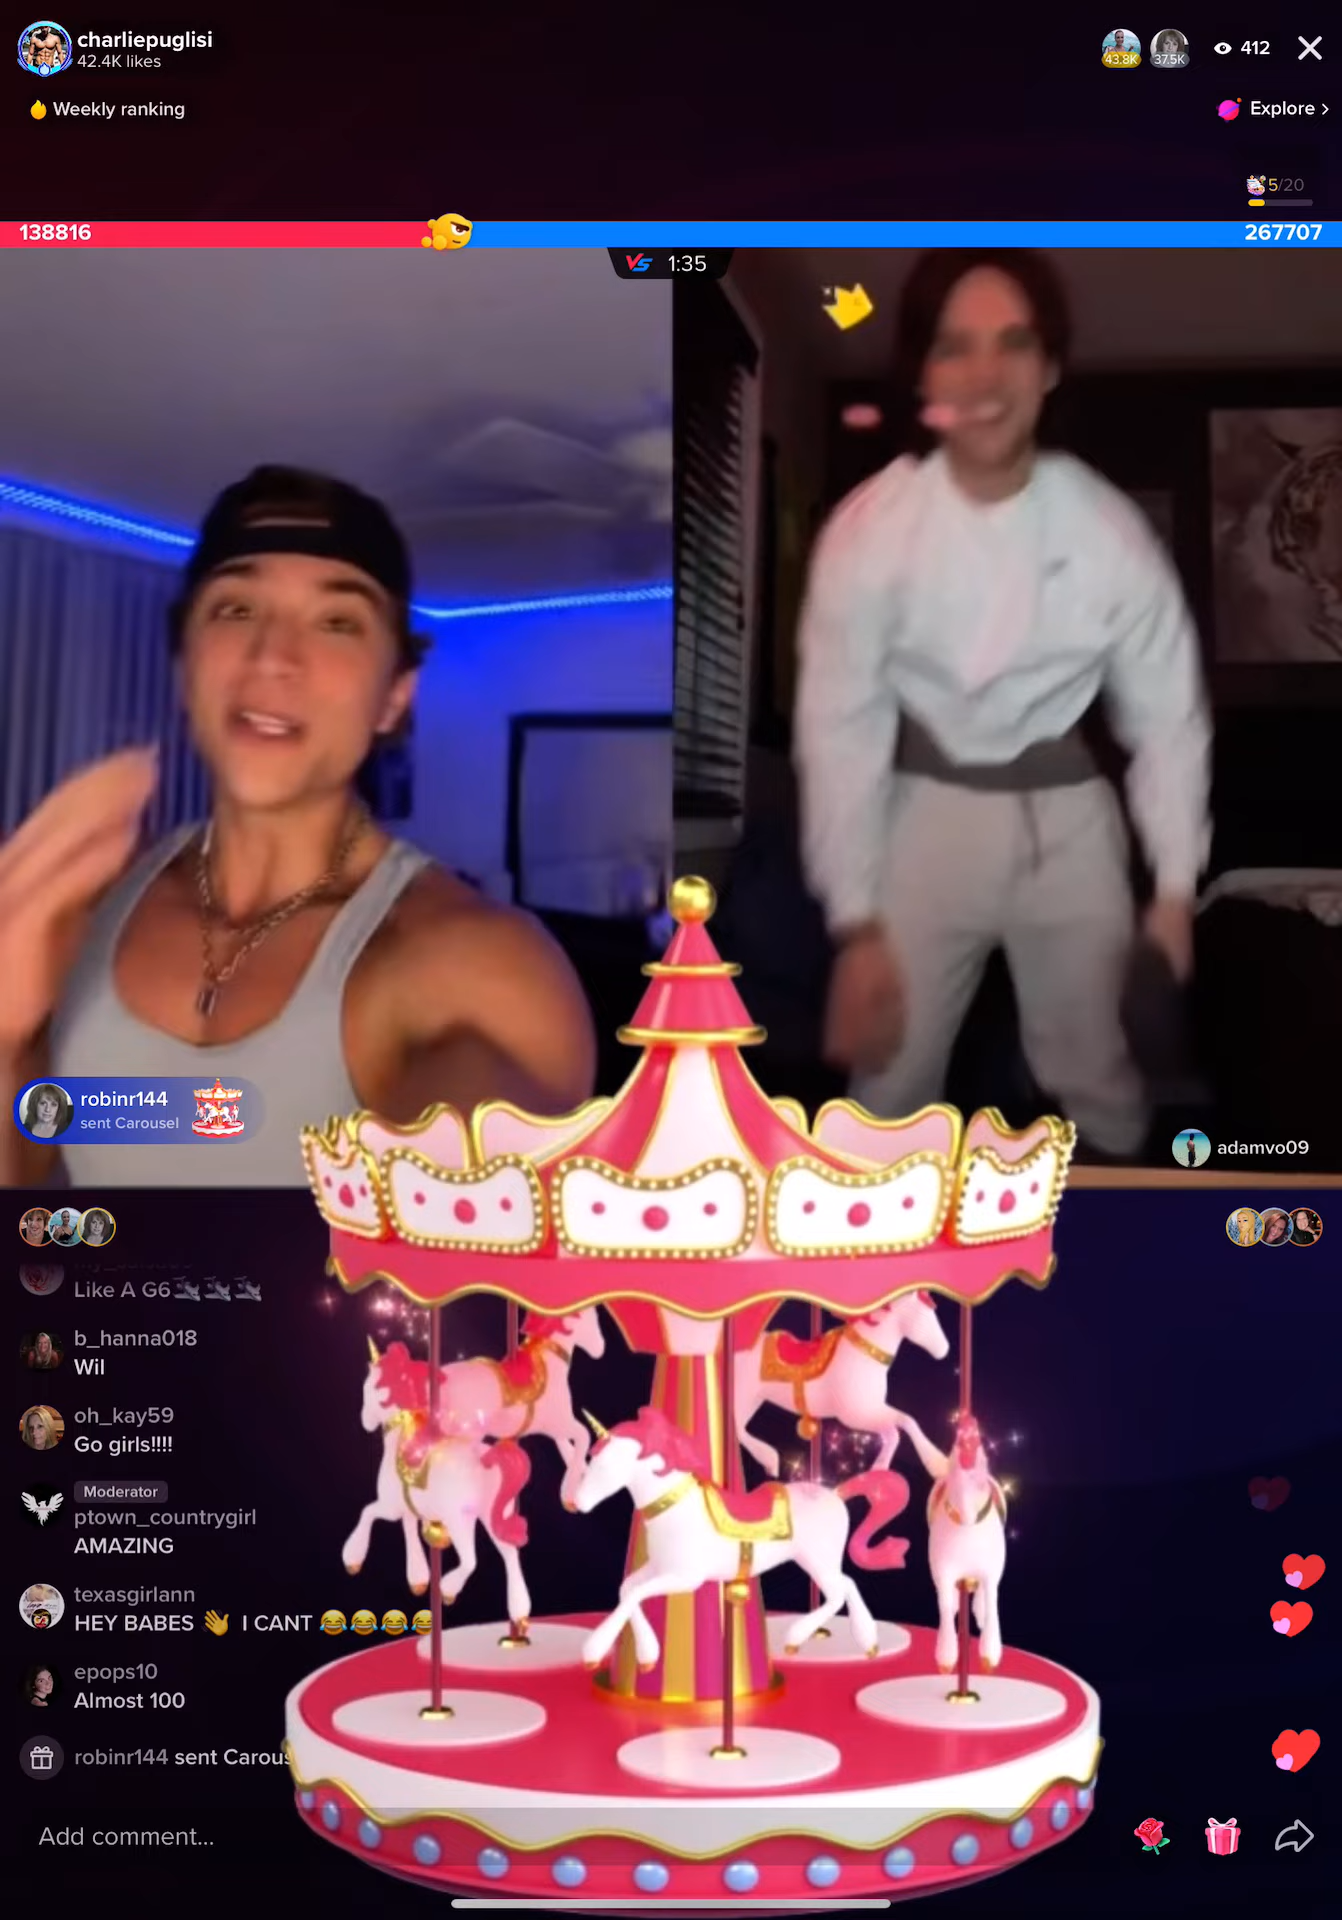 charliepuglisi
42.4K likes
43.8K
37.5K
412
Weekly ranking
Explore >
5/20
138816
267707
VS 1:35
robinr144
sent Carousel
adamvo09
Like A G6
b_hanna018
Wil
oh_kay59
Go girls!!!!
Moderator
ptown_countrygirl
AMAZING
texasgirlann
HEY BABES 👋 I CANT 😂😂😂😂
epops10
Almost 100
robinr144 sent Carous
Add comment...